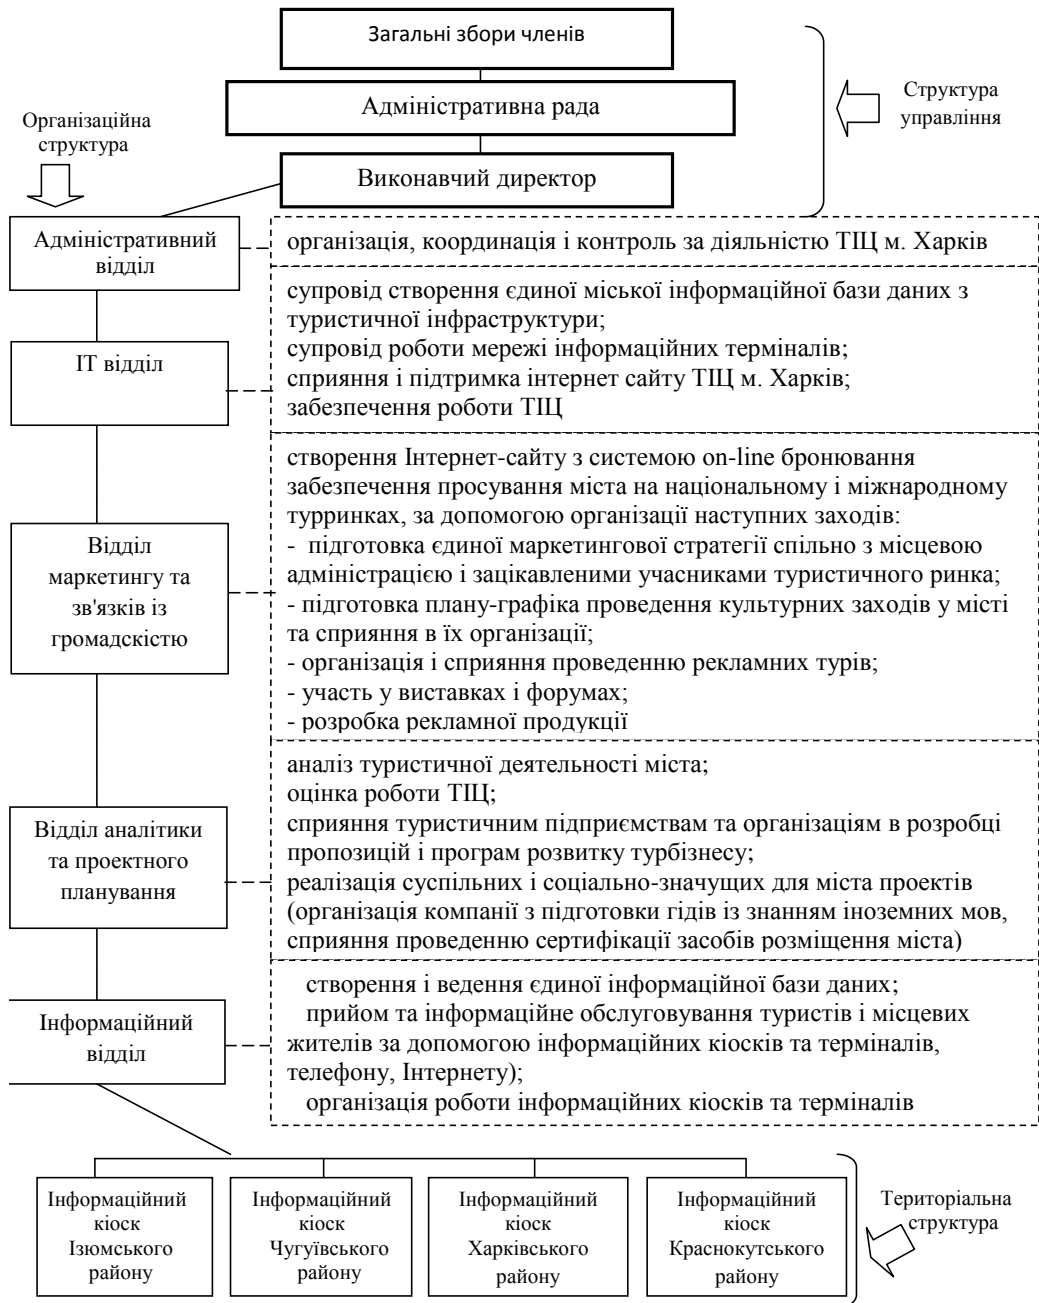 Загальні збори членів
Адміністративна рада
Виконавчий директор
Структура
управління
Організаційна
структура
Адміністративний
відділ
організація, координація і контроль за діяльністю ТІЦ м. Харків
ІТ відділ
супровід створення єдиної міської інформаційної бази даних з
туристичної інфраструктури;
супровід роботи мережі інформаційних терміналів;
сприяння і підтримка інтернет сайту ТІЦ м. Харків;
забезпечення роботи ТІЦ
Відділ
маркетингу та
зв'язків із
громадскістю
створення Інтернет-сайту з системою on-line бронювання
забезпечення просування міста на національному і міжнародному
турринках, за допомогою організації наступних заходів:
- підготовка єдиної маркетингової стратегії спільно з місцевою
адміністрацією і зацікавленими учасниками туристичного ринка;
- підготовка плану-графіка проведення культурних заходів у місті
та сприяння в їх організації;
- організація і сприяння проведенню рекламних турів;
- участь у виставках і форумах;
- розробка рекламної продукції
Відділ аналітики
та проектного
планування
аналіз туристичної деятельності міста;
оцінка роботи ТІЦ;
сприяння туристичним підприємствам та організаціям в розробці
пропозицій і програм розвитку турбізнесу;
реалізація суспільних і соціально-значущих для міста проектів
(організація компанії з підготовки гідів із знанням іноземних мов,
сприяння проведенню сертифікації засобів розміщення міста)
Інформаційний
відділ
створення і ведення єдиної інформаційної бази даних;
прийом та інформаційне обслуговування туристів і місцевих
жителів за допомогою інформаційних кіосків та терміналів,
телефону, Інтернету);
організація роботи інформаційних кіосків та терміналів
Інформаційний
кіоск
Ізюмського
району
Інформаційний
кіоск
Чугуївського
району
Інформаційний
кіоск
Харківського
району
Інформаційний
кіоск
Краснокутського
району
Територіальна
структура